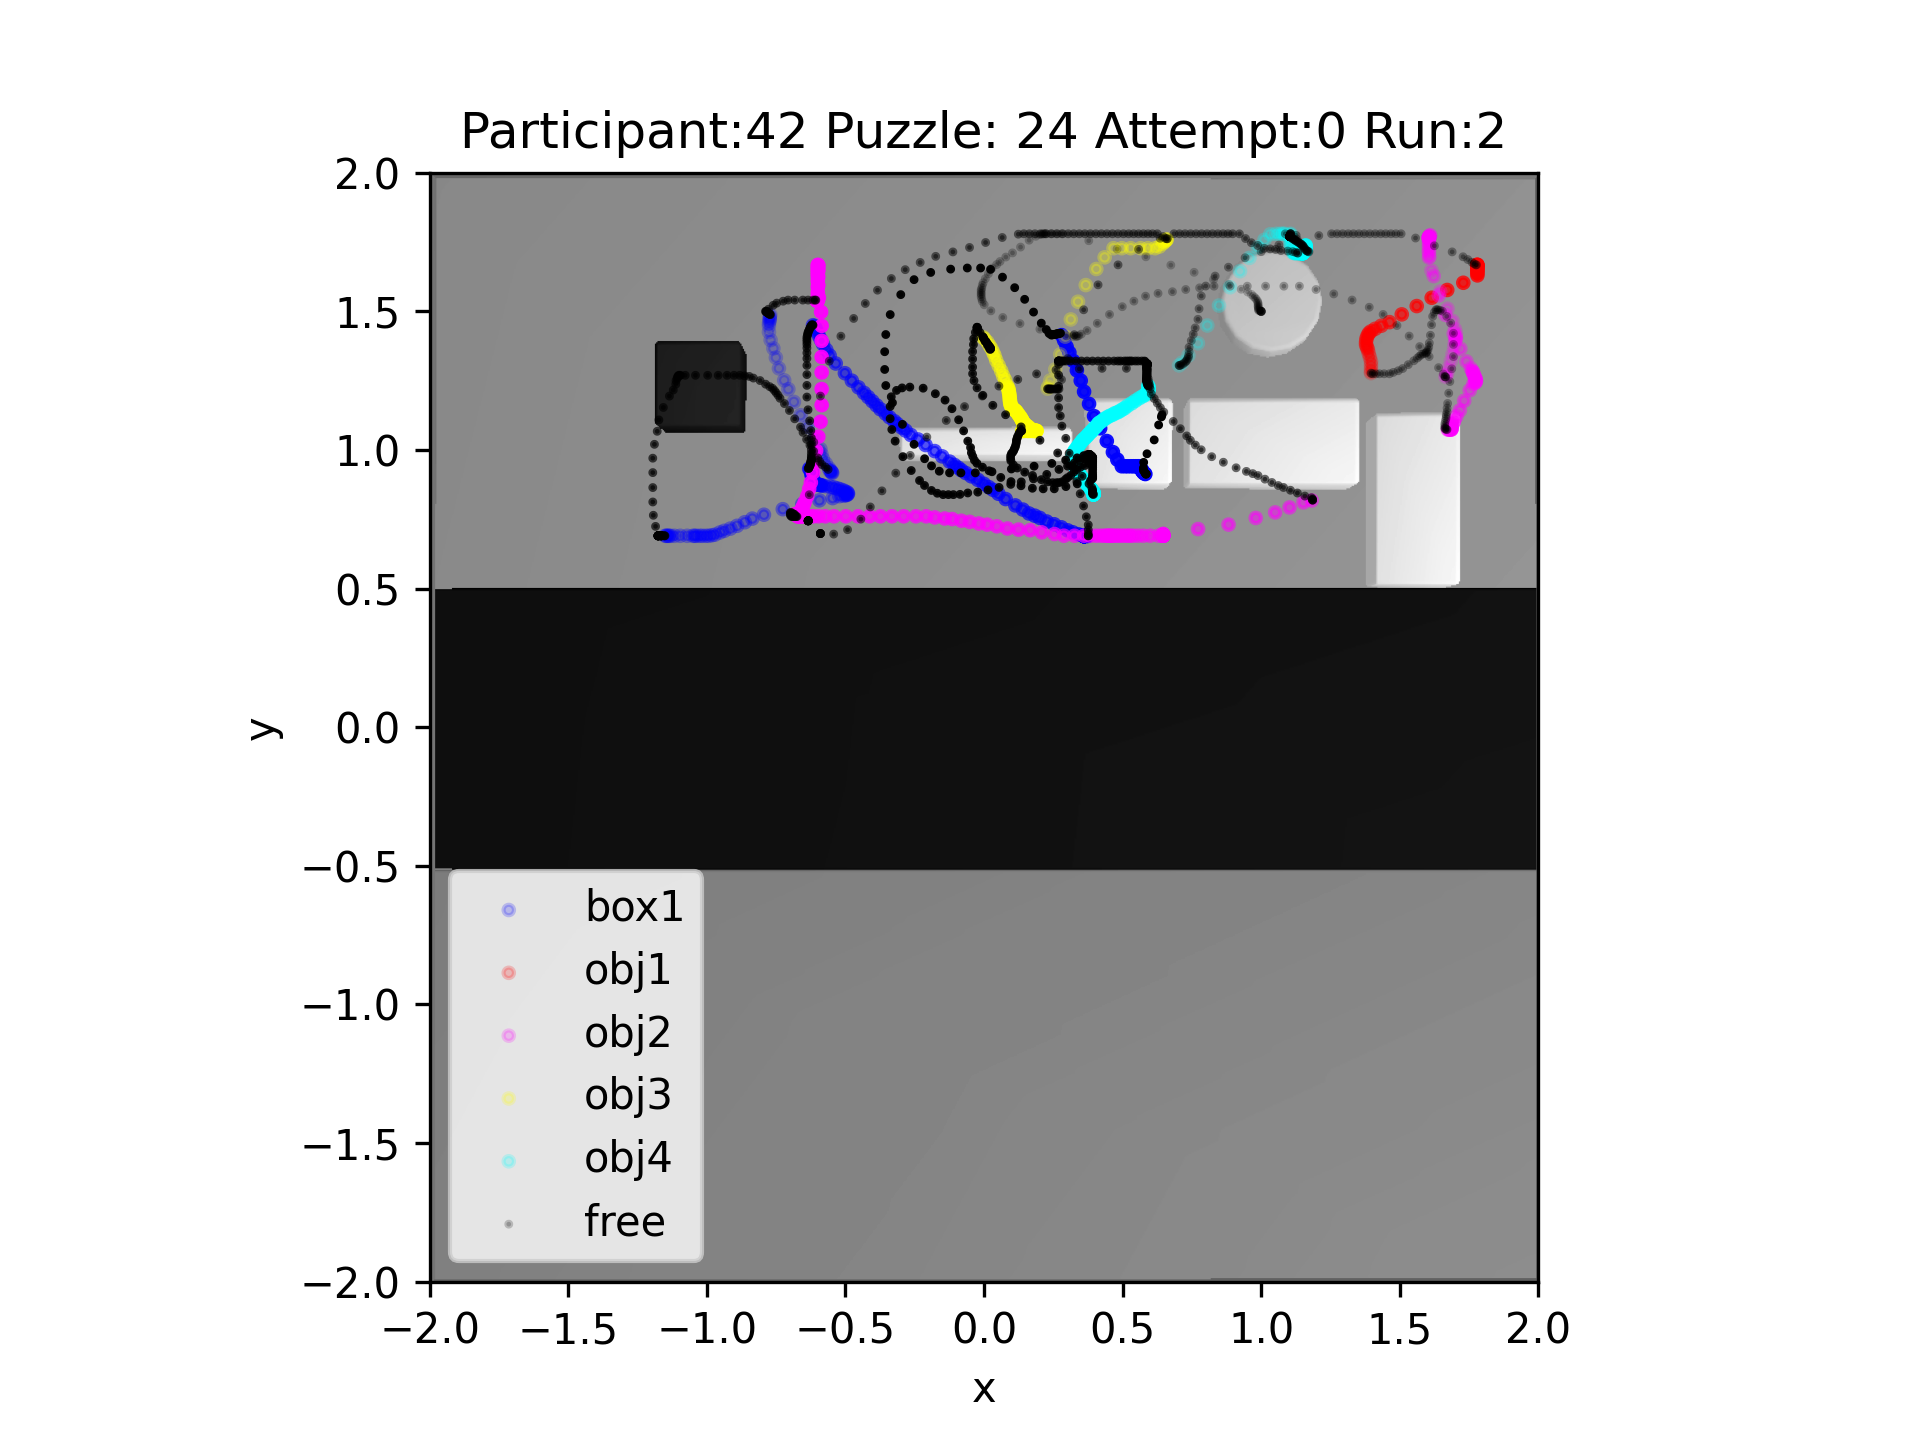 Participant:42 Puzzle: 24 Attempt:0 Run:2
2.0
1.5
1.0
0.5
0.0
−0.5
−1.0
−1.5
−2.0
y
box1
obj1
obj2
obj3
obj4
free
−2.0 −1.5 −1.0 −0.5 0.0 0.5 1.0 1.5 2.0
x